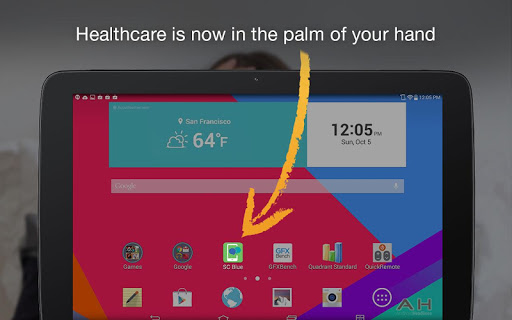 Healthcare is now in the palm of your hand
12:05 PM
San Francisco
64°F
12:05 PM
Sun, Oct 5
Google
Games
Google
SC Blue
GFXBench
Quadrant Standard
QuickRemote
GFX
Bench
AH